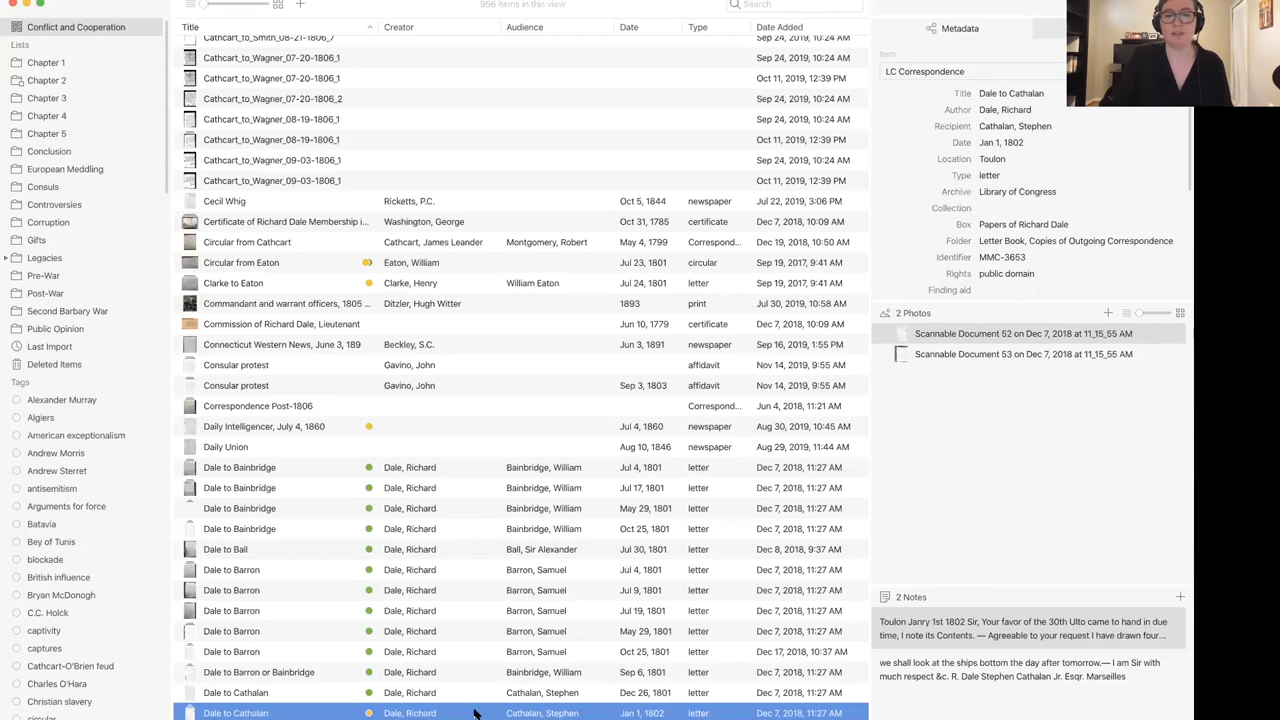 966 items in this view
Search
Conflict and Cooperation
Lists
Chapter 1
Chapter 2
Chapter 3
Chapter 4
Chapter 5
Conclusion
European Meddling
Consuls
Controversies
Corruption
Gifts
Legacies
Pre-War
Post-War
Second Barbary War
Public Opinion
Last Import
Deleted Items
Tags
Alexander Murray
Algiers
American exceptionalism
Andrew Morris
Andrew Sterret
antisemitism
Arguments for force
Batavia
Bey of Tunis
blockade
British influence
Bryan McDonogh
C.C. Holck
captivity
captures
Cathcart-O'Brien feud
Charles O'Hara
Christian slavery
circular
Title Creator Audience Date Type Date Added
Cathcart_to_Smith_08-21-1806_7 Sep 24, 2019, 10:24 AM
Cathcart_to_Wagner_07-20-1806_1 Sep 24, 2019, 10:24 AM
Cathcart_to_Wagner_07-20-1806_1 Oct 11, 2019, 12:39 PM
Cathcart_to_Wagner_07-20-1806_2 Sep 24, 2019, 10:24 AM
Cathcart_to_Wagner_08-19-1806_1 Sep 24, 2019, 10:24 AM
Cathcart_to_Wagner_08-19-1806_1 Oct 11, 2019, 12:39 PM
Cathcart_to_Wagner_09-03-1806_1 Sep 24, 2019, 10:24 AM
Cathcart_to_Wagner_09-03-1806_1 Oct 11, 2019, 12:39 PM
Cecil Whig Ricketts, P.C. Oct 5, 1844 newspaper Jul 22, 2019, 3:06 PM
Certificate of Richard Dale Membership i... Washington, George Oct 31, 1785 certificate Dec 7, 2018, 10:09 AM
Circular from Cathcart Cathcart, James Leander Montgomery, Robert May 4, 1799 Correspond... Dec 19, 2018, 10:50 AM
Circular from Eaton Eaton, William Jul 23, 1801 circular Sep 19, 2017, 9:41 AM
Clarke to Eaton Clarke, Henry William Eaton Jul 24, 1801 letter Sep 19, 2017, 9:41 AM
Commandant and warrant officers, 1805 ... Ditzler, Hugh Witter 1893 print Jul 30, 2019, 10:58 AM
Commission of Richard Dale, Lieutenant Jun 10, 1779 certificate Dec 7, 2018, 10:09 AM
Connecticut Western News, June 3, 189 Beckley, S.C. Jun 3, 1891 newspaper Sep 16, 2019, 1:55 PM
Consular protest Gavino, John affidavit Nov 14, 2019, 9:55 AM
Consular protest Gavino, John Sep 3, 1803 affidavit Nov 14, 2019, 9:55 AM
Correspondence Post-1806 Correspond... Jun 4, 2018, 11:21 AM
Daily Intelligencer, July 4, 1860 Jul 4, 1860 newspaper Aug 30, 2019, 10:45 AM
Daily Union Aug 10, 1846 newspaper Aug 29, 2019, 11:44 AM
Dale to Bainbridge Dale, Richard Bainbridge, William Jul 4, 1801 letter Dec 7, 2018, 11:27 AM
Dale to Bainbridge Dale, Richard Bainbridge, William Jul 17, 1801 letter Dec 7, 2018, 11:27 AM
Dale to Bainbridge Dale, Richard Bainbridge, William May 29, 1801 letter Dec 7, 2018, 11:27 AM
Dale to Bainbridge Dale, Richard Bainbridge, William Oct 25, 1801 letter Dec 7, 2018, 11:27 AM
Dale to Ball Dale, Richard Ball, Sir Alexander Jul 30, 1801 letter Dec 8, 2018, 9:37 AM
Dale to Barron Dale, Richard Barron, Samuel Jul 4, 1801 letter Dec 7, 2018, 11:27 AM
Dale to Barron Dale, Richard Barron, Samuel Jul 9, 1801 letter Dec 7, 2018, 11:27 AM
Dale to Barron Dale, Richard Barron, Samuel Jul 19, 1801 letter Dec 7, 2018, 11:27 AM
Dale to Barron Dale, Richard Barron, Samuel May 29, 1801 letter Dec 7, 2018, 11:27 AM
Dale to Barron Dale, Richard Barron, Samuel Oct 25, 1801 letter Dec 17, 2018, 10:37 AM
Dale to Barron or Bainbridge Dale, Richard Sep 6, 1801 letter Dec 7, 2018, 11:27 AM
Dale to Cathalan Dale, Richard Cathalan, Stephen Dec 26, 1801 letter Dec 7, 2018, 11:27 AM
Dale to Cathalan Dale, Richard Cathalan, Stephen Jan 1, 1802 letter Dec 7, 2018, 11:27 AM
Metadata
Item
LC Correspondence
Title Dale to Cathalan
Author Dale, Richard
Recipient Cathalan, Stephen
Date Jan 1, 1802
Location Toulon
Type letter
Archive Library of Congress
Collection
Box Papers of Richard Dale
Folder Letter Book, Copies of Outgoing Correspondence
Identifier MMC-3653
Rights public domain
Finding aid
2 Photos
Scannable Document 52 on Dec 7, 2018 at 11_15_55 AM
Scannable Document 53 on Dec 7, 2018 at 11_15_55 AM
2 Notes
Toulon Janry 1st 1802 Sir, Your favor of the 30th Ulto came to hand in due
time, I note its Contents. — Agreeable to your request I have drawn four...
we shall look at the ships bottom the day after tomorrow.— I am Sir with
much respect &c. R. Dale Stephen Cathalan Jr. Esqr. Marseilles